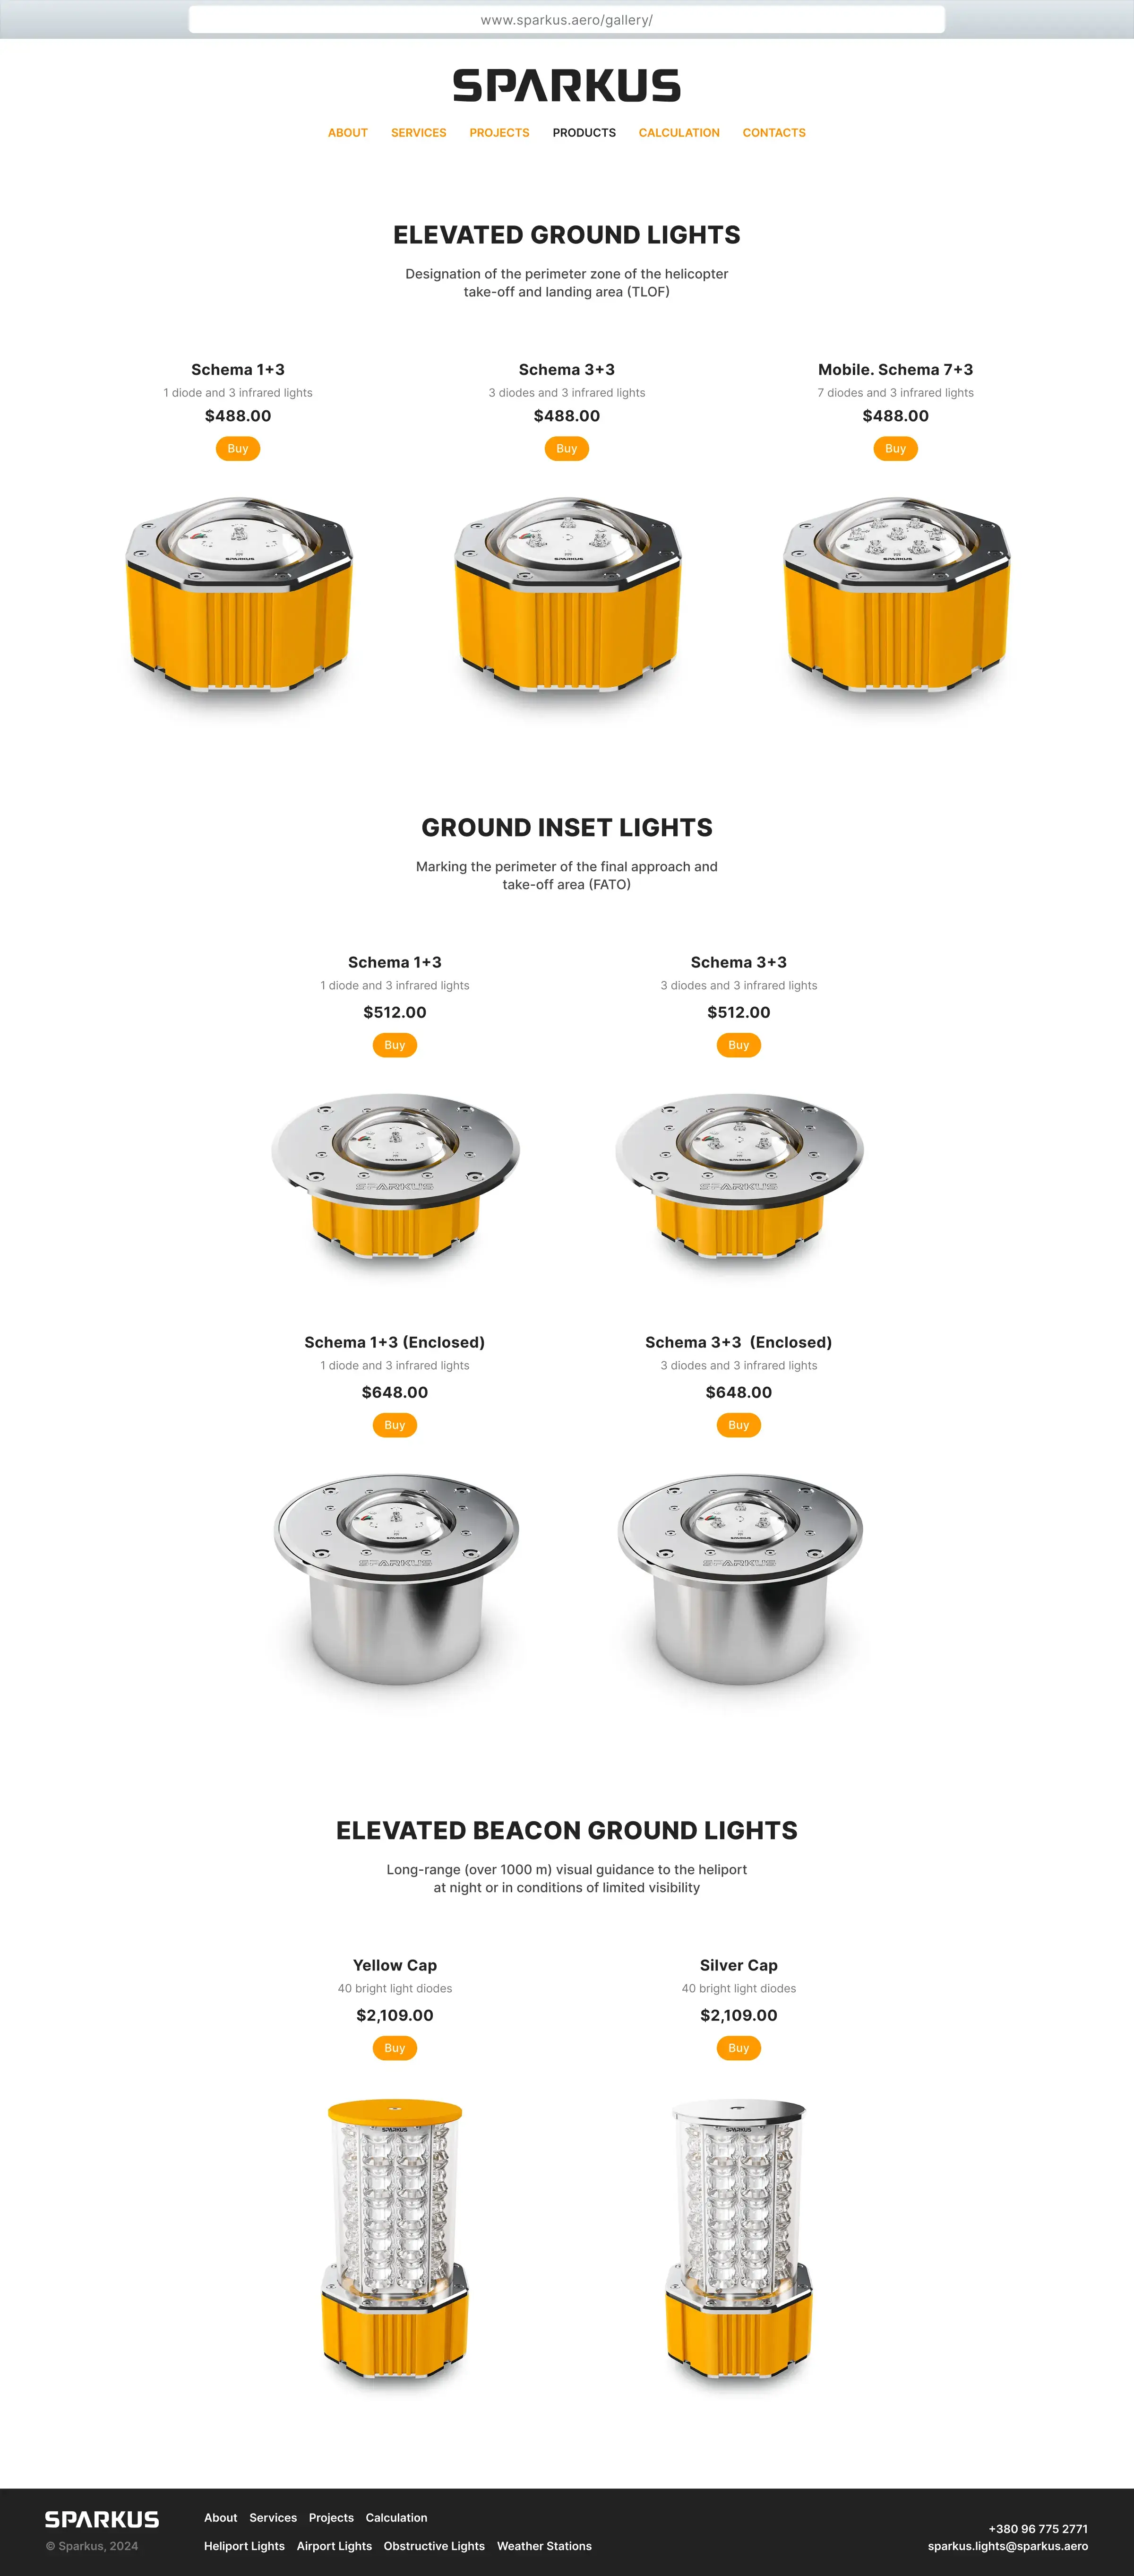 www.sparkus.aero/gallery/
SPARKUS
ABOUT SERVICES PROJECTS PRODUCTS CALCULATION CONTACTS
ELEVATED GROUND LIGHTS
Designation of the perimeter zone of the helicopter
take-off and landing area (TLOF)
Schema 1+3
1 diode and 3 infrared lights
$488.00
Buy
SPARKUS
Schema 3+3
3 diodes and 3 infrared lights
$488.00
Buy
SPARKUS
Mobile. Schema 7+3
7 diodes and 3 infrared lights
$488.00
Buy
SPARKUS
GROUND INSET LIGHTS
Marking the perimeter of the final approach and
take-off area (FATO)
Schema 1+3
1 diode and 3 infrared lights
$512.00
Buy
SPARKUS
SPARKUS
Schema 3+3
3 diodes and 3 infrared lights
$512.00
Buy
SPARKUS
SPARKUS
Schema 1+3 (Enclosed)
1 diode and 3 infrared lights
$648.00
Buy
SPARKUS
SPARKUS
Schema 3+3 (Enclosed)
3 diodes and 3 infrared lights
$648.00
Buy
SPARKUS
SPARKUS
ELEVATED BEACON GROUND LIGHTS
Long-range (over 1000 m) visual guidance to the heliport
at night or in conditions of limited visibility
Yellow Cap
40 bright light diodes
$2,109.00
Buy
SPARKUS
Silver Cap
40 bright light diodes
$2,109.00
Buy
SPARKUS
SPARKUS
© Sparkus, 2024
About Services Projects Calculation
Heliport Lights Airport Lights Obstructive Lights Weather Stations
+380 96 775 2771
sparkus.lights@sparkus.aero